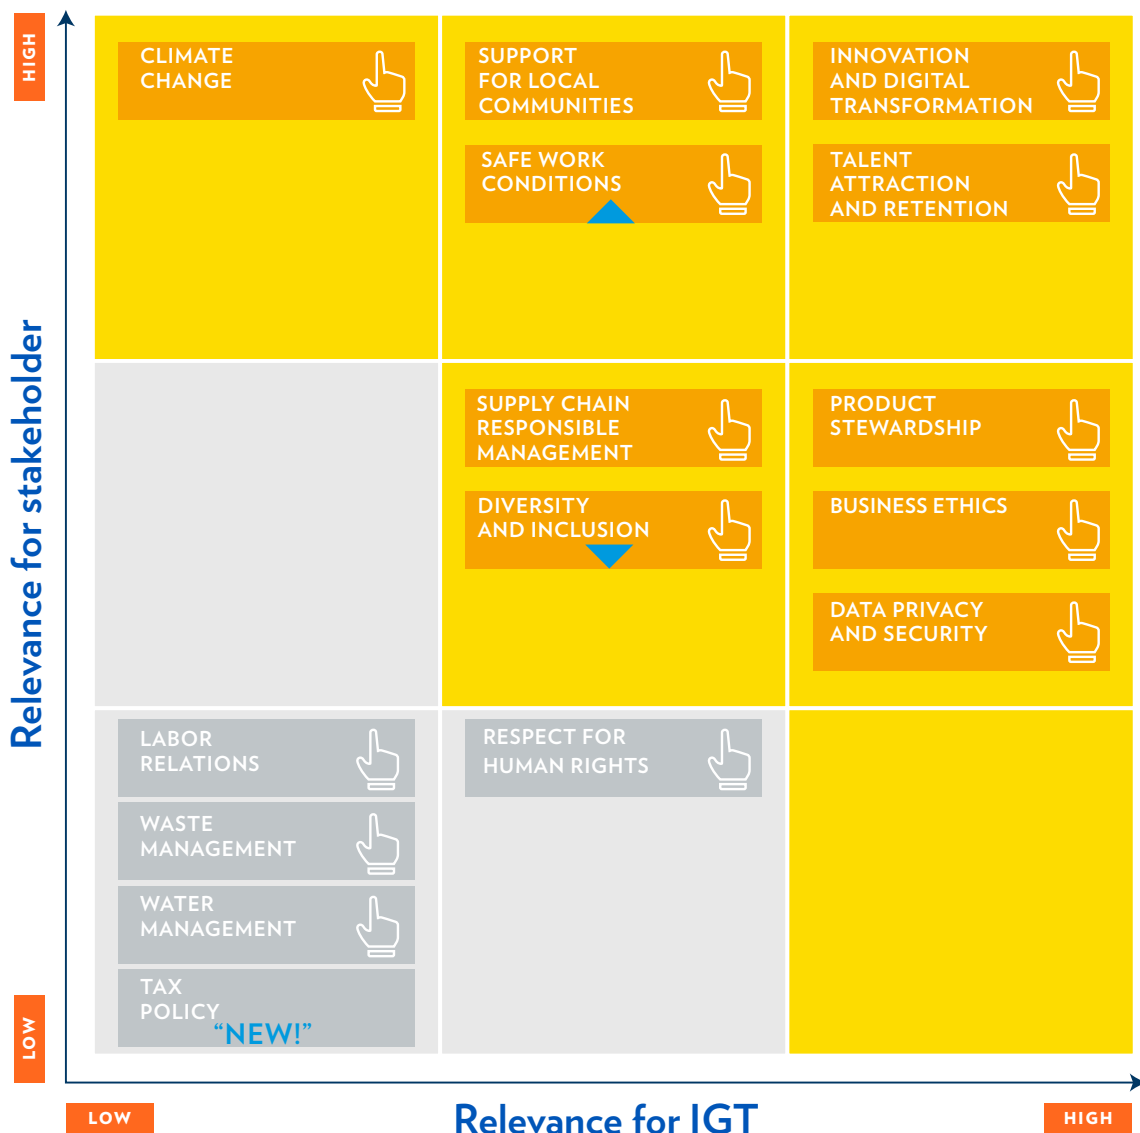 HIGH
CLIMATE
CHANGE
SUPPORT
FOR LOCAL
COMMUNITIES
INNOVATION
AND DIGITAL
TRANSFORMATION
SAFE WORK
CONDITIONS
TALENT
ATTRACTION
AND RETENTION
Relevance for stakeholder
SUPPLY CHAIN
RESPONSIBLE
MANAGEMENT
PRODUCT
STEWARDSHIP
DIVERSITY
AND INCLUSION
BUSINESS ETHICS
DATA PRIVACY
AND SECURITY
LABOR
RELATIONS
RESPECT FOR
HUMAN RIGHTS
WASTE
MANAGEMENT
WATER
MANAGEMENT
TAX
POLICY
“NEW!”
LOW
LOW
Relevance for IGT
HIGH